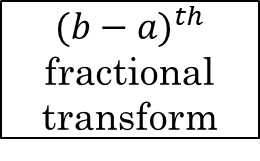 (b − a)ᵗʰ
fractional
transform